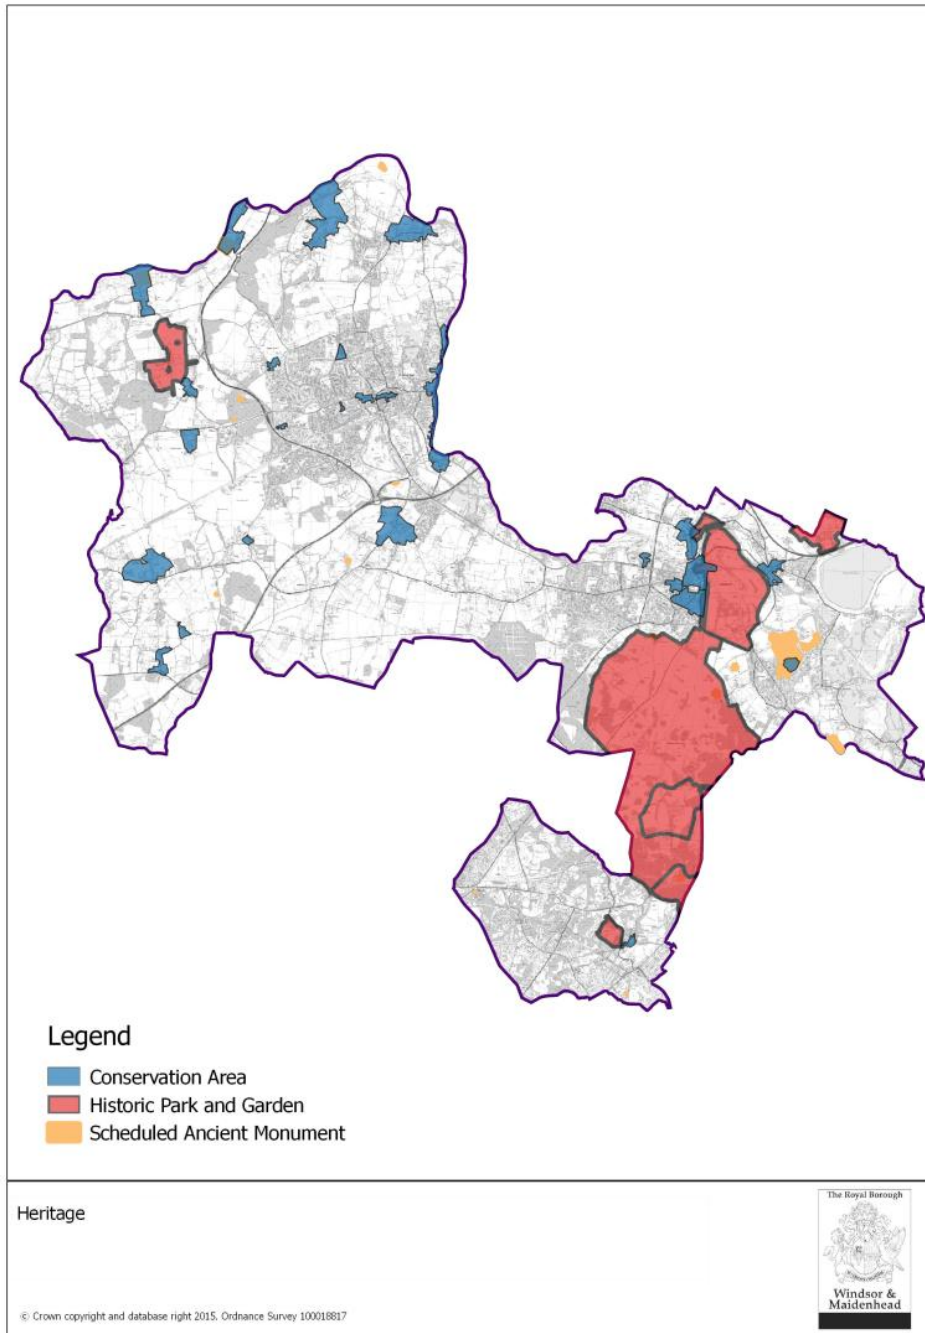 Legend
Conservation Area
Historic Park and Garden
Scheduled Ancient Monument
Heritage
© Crown copyright and database right 2015. Ordnance Survey 100018817
The Royal Borough
Windsor &
Maidenhead